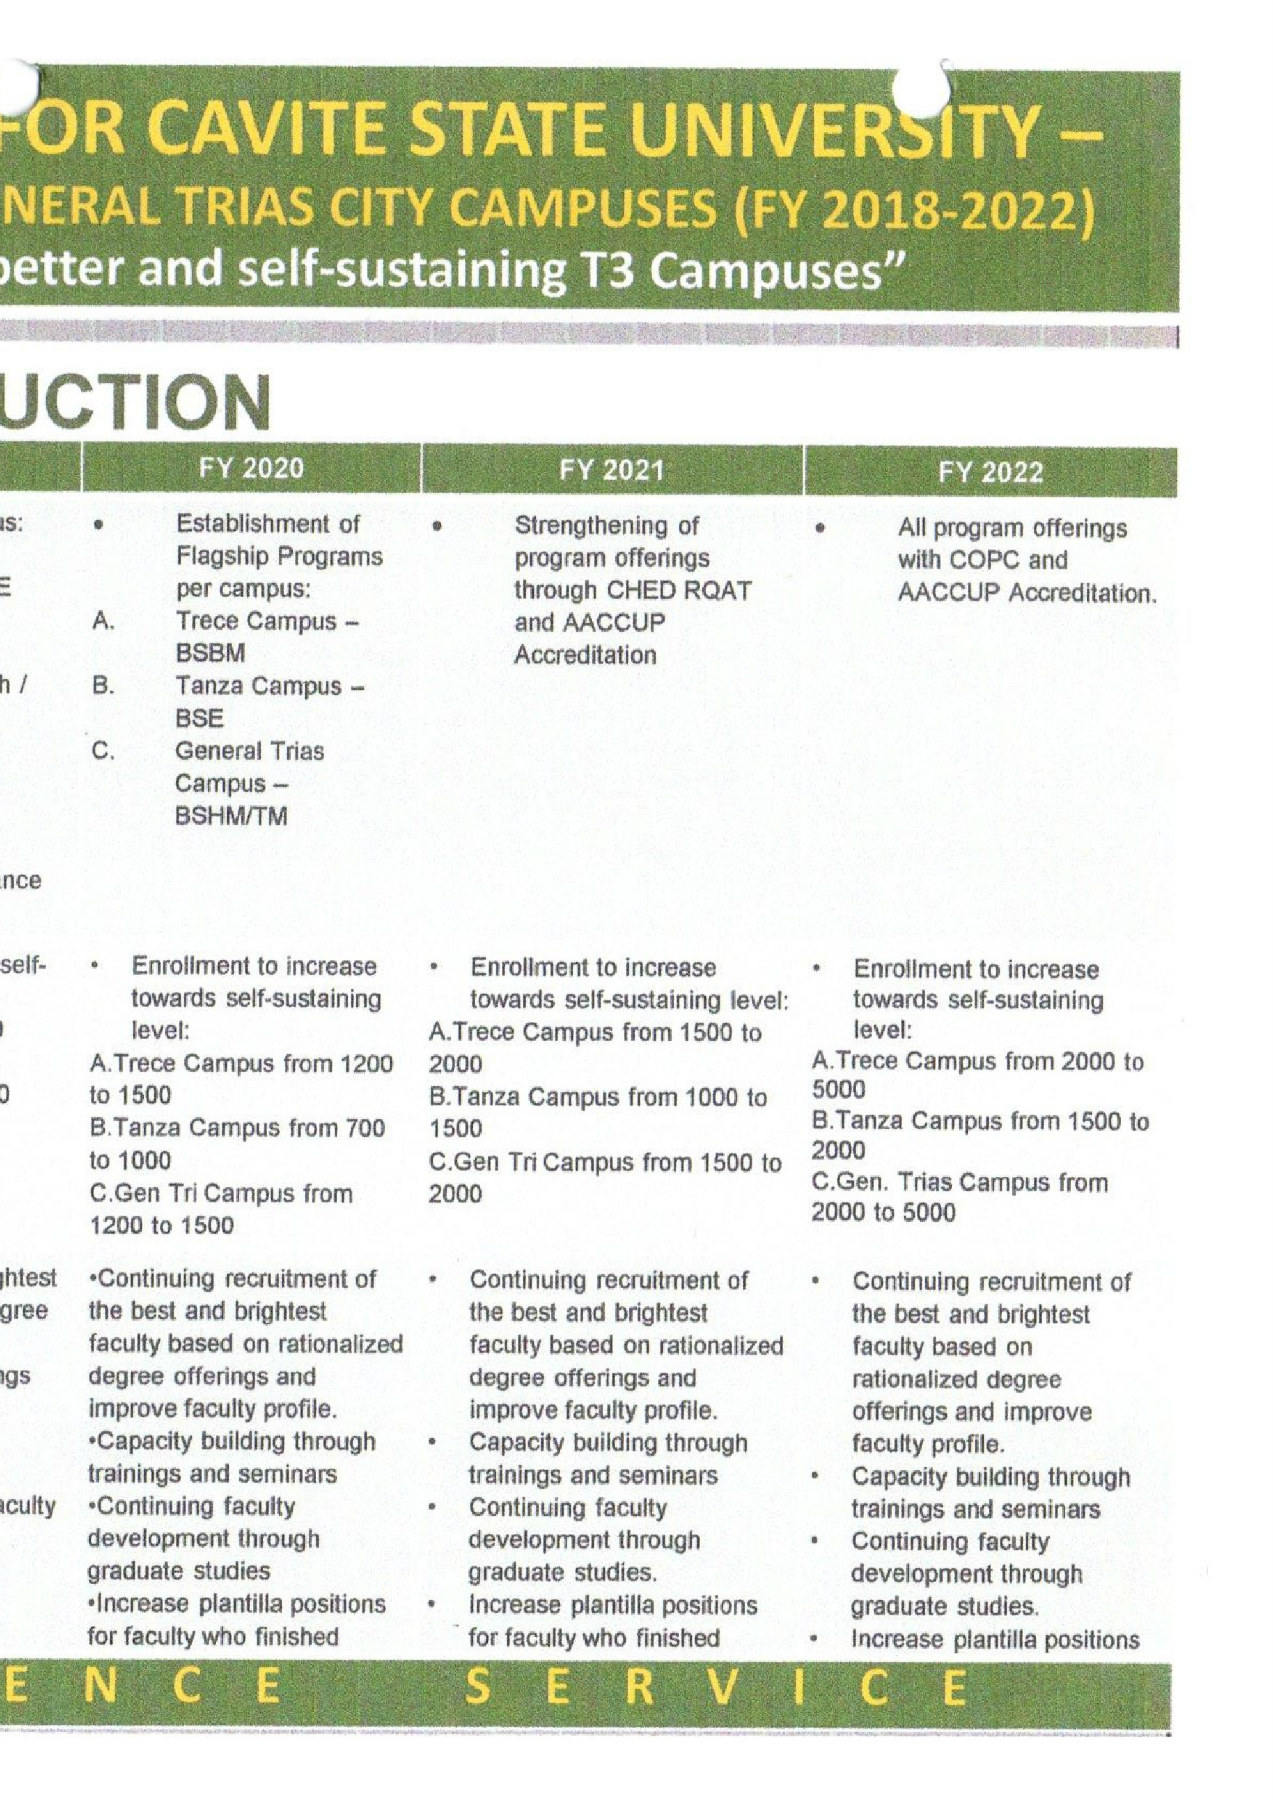 FOR CAVITE STATE UNIVERSITY –
NERAL TRIAS CITY CAMPUSES (FY 2018-2022)
better and self-sustaining T3 Campuses”
UCTION
FY 2020
FY 2021
FY 2022
us:
E
h /
nce
self-
0
ghtest
gree
ngs
aculty
• Establishment of
Flagship Programs
per campus:
A. Trece Campus –
BSBM
B. Tanza Campus –
BSE
C. General Trias
Campus –
BSHM/TM
• Enrollment to increase
towards self-sustaining
level:
A.Trece Campus from 1200
to 1500
B.Tanza Campus from 700
to 1000
C.Gen Tri Campus from
1200 to 1500
•Continuing recruitment of
the best and brightest
faculty based on rationalized
degree offerings and
improve faculty profile.
•Capacity building through
trainings and seminars
•Continuing faculty
development through
graduate studies
•Increase plantilla positions
for faculty who finished
• Strengthening of
program offerings
through CHED RQAT
and AACCUP
Accreditation
• Enrollment to increase
towards self-sustaining level:
A.Trece Campus from 1500 to
2000
B.Tanza Campus from 1000 to
1500
C.Gen Tri Campus from 1500 to
2000
• Continuing recruitment of
the best and brightest
faculty based on rationalized
degree offerings and
improve faculty profile.
• Capacity building through
trainings and seminars
• Continuing faculty
development through
graduate studies.
• Increase plantilla positions
for faculty who finished
• All program offerings
with COPC and
AACCUP Accreditation.
• Enrollment to increase
towards self-sustaining
level:
A.Trece Campus from 2000 to
5000
B.Tanza Campus from 1500 to
2000
C.Gen. Trias Campus from
2000 to 5000
• Continuing recruitment of
the best and brightest
faculty based on
rationalized degree
offerings and improve
faculty profile.
• Capacity building through
trainings and seminars
• Continuing faculty
development through
graduate studies.
• Increase plantilla positions
E N C E S E R V I C E